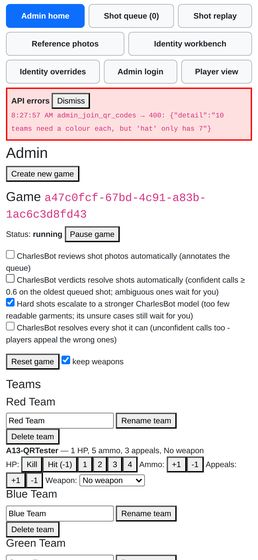 Admin home
Shot queue (0)
Shot replay
Reference photos
Identity workbench
Identity overrides
Admin login
Player view
API errors Dismiss
8:27:57 AM admin_join_qr_codes → 400: {"detail":"10
teams need a colour each, but 'hat' only has 7"}
Admin
Create new game
Game a47c0fcf-67bd-4c91-a83b-
1ac6c3d8fd43
Status: running Pause game
CharlesBot reviews shot photos automatically (annotates the
queue)
CharlesBot verdicts resolve shots automatically (confident calls ≥
0.6 on the oldest queued shot; ambiguous ones wait for you)
Hard shots escalate to a stronger CharlesBot model (too few
readable garments; its unsure cases still wait for you)
CharlesBot resolves every shot it can (unconfident calls too -
players appeal the wrong ones)
Reset game keep weapons
Teams
Red Team
Red Team Rename team
Delete team
A13-QRTester — 1 HP, 5 ammo, 3 appeals, No weapon
HP: Kill Hit (-1) 1 2 3 4 Ammo: +1 -1 Appeals:
+1 -1 Weapon: No weapon
Blue Team
Blue Team Rename team
Delete team
Green Team